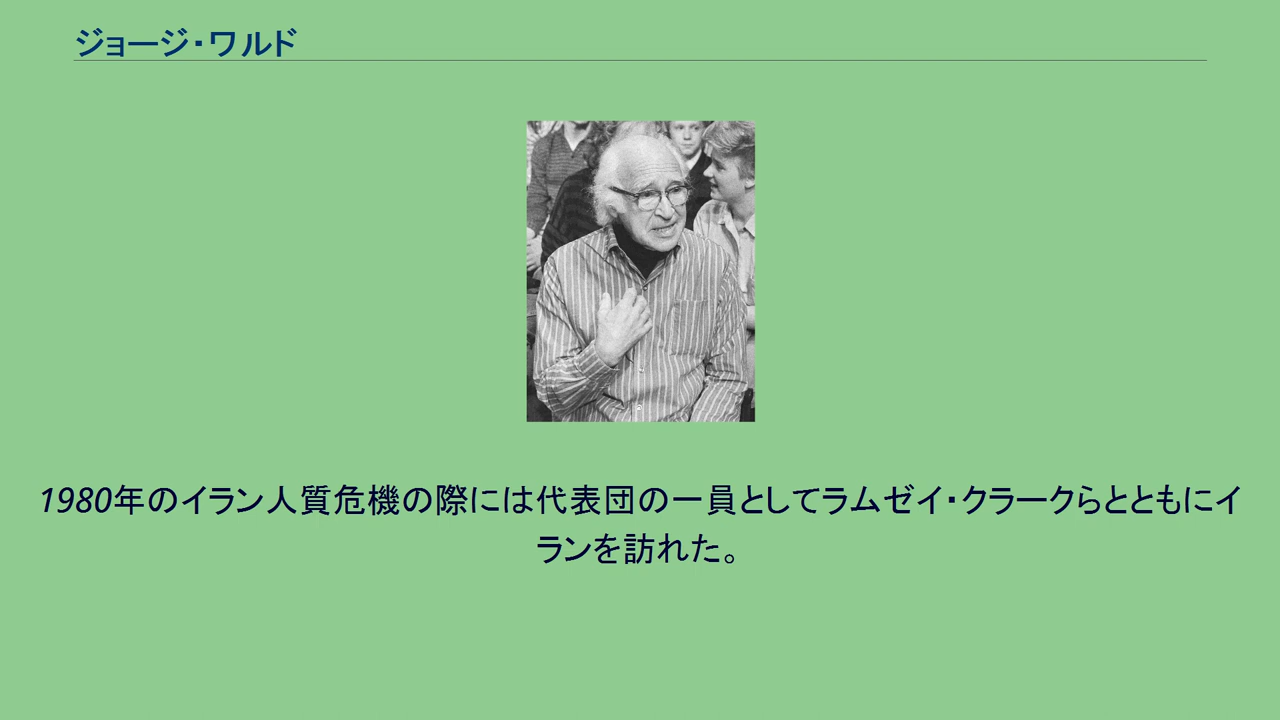 ジョージ・ワルド
1980年のイラン人質危機の際には代表団の一員としてラムゼイ・クラークらとともにイ
ランを訪れた。